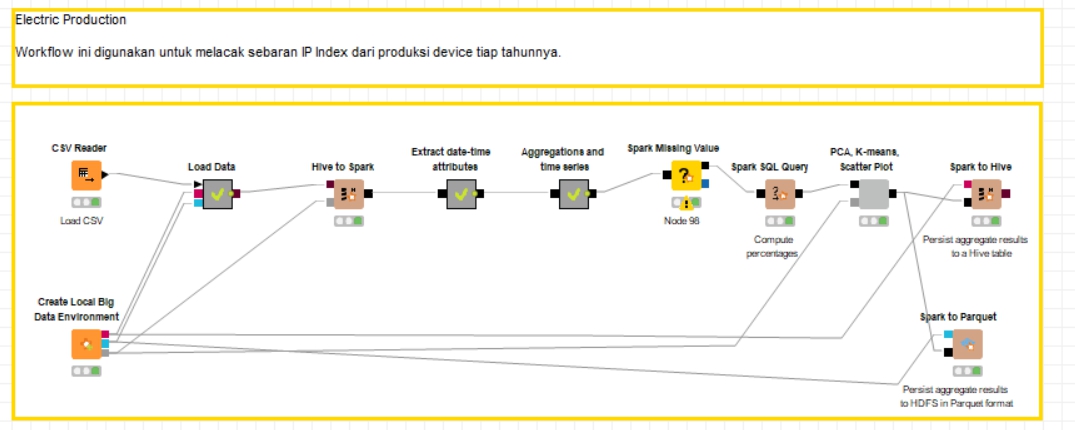 Electric Production
Workflow ini digunakan untuk melacak sebaran IP Index dari produksi device tiap tahunnya.
CSV Reader
Load CSV
Load Data
Hive to Spark
Extract date-time
attributes
Aggregations and
time series
Spark Missing Value
Node 98
Spark SQL Query
Compute
percentages
PCA, K-means,
Scatter Plot
Spark to Hive
Persist aggregate results
to a Hive table
Create Local Big
Data Environment
Spark to Parquet
Persist aggregate results
to HDFS in Parquet format